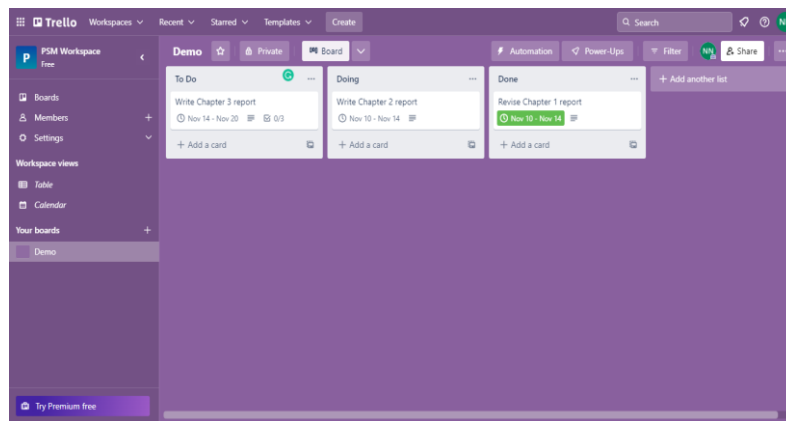 Trello Workspaces Recent Starred Templates Create Search
P PSM Workspace
Free
Demo Private Board Automation Power-Ups Filter NN Share
Boards
Members
Settings
Workspace views
Table
Calendar
Your boards
Demo
Try Premium free
To Do
Write Chapter 3 report
Nov 14 - Nov 20 0/3
+ Add a card
Doing
Write Chapter 2 report
Nov 10 - Nov 14
+ Add a card
Done
Revise Chapter 1 report
Nov 10 - Nov 14
+ Add a card
+ Add another list